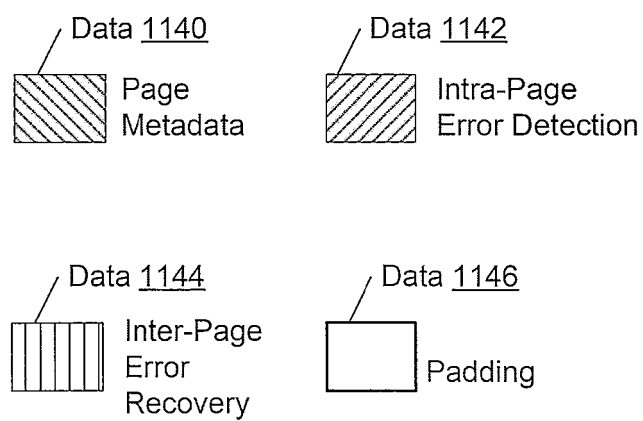 Data 1140
Page
Metadata
Data 1142
Intra-Page
Error Detection
Data 1144
Inter-Page
Error
Recovery
Data 1146
Padding